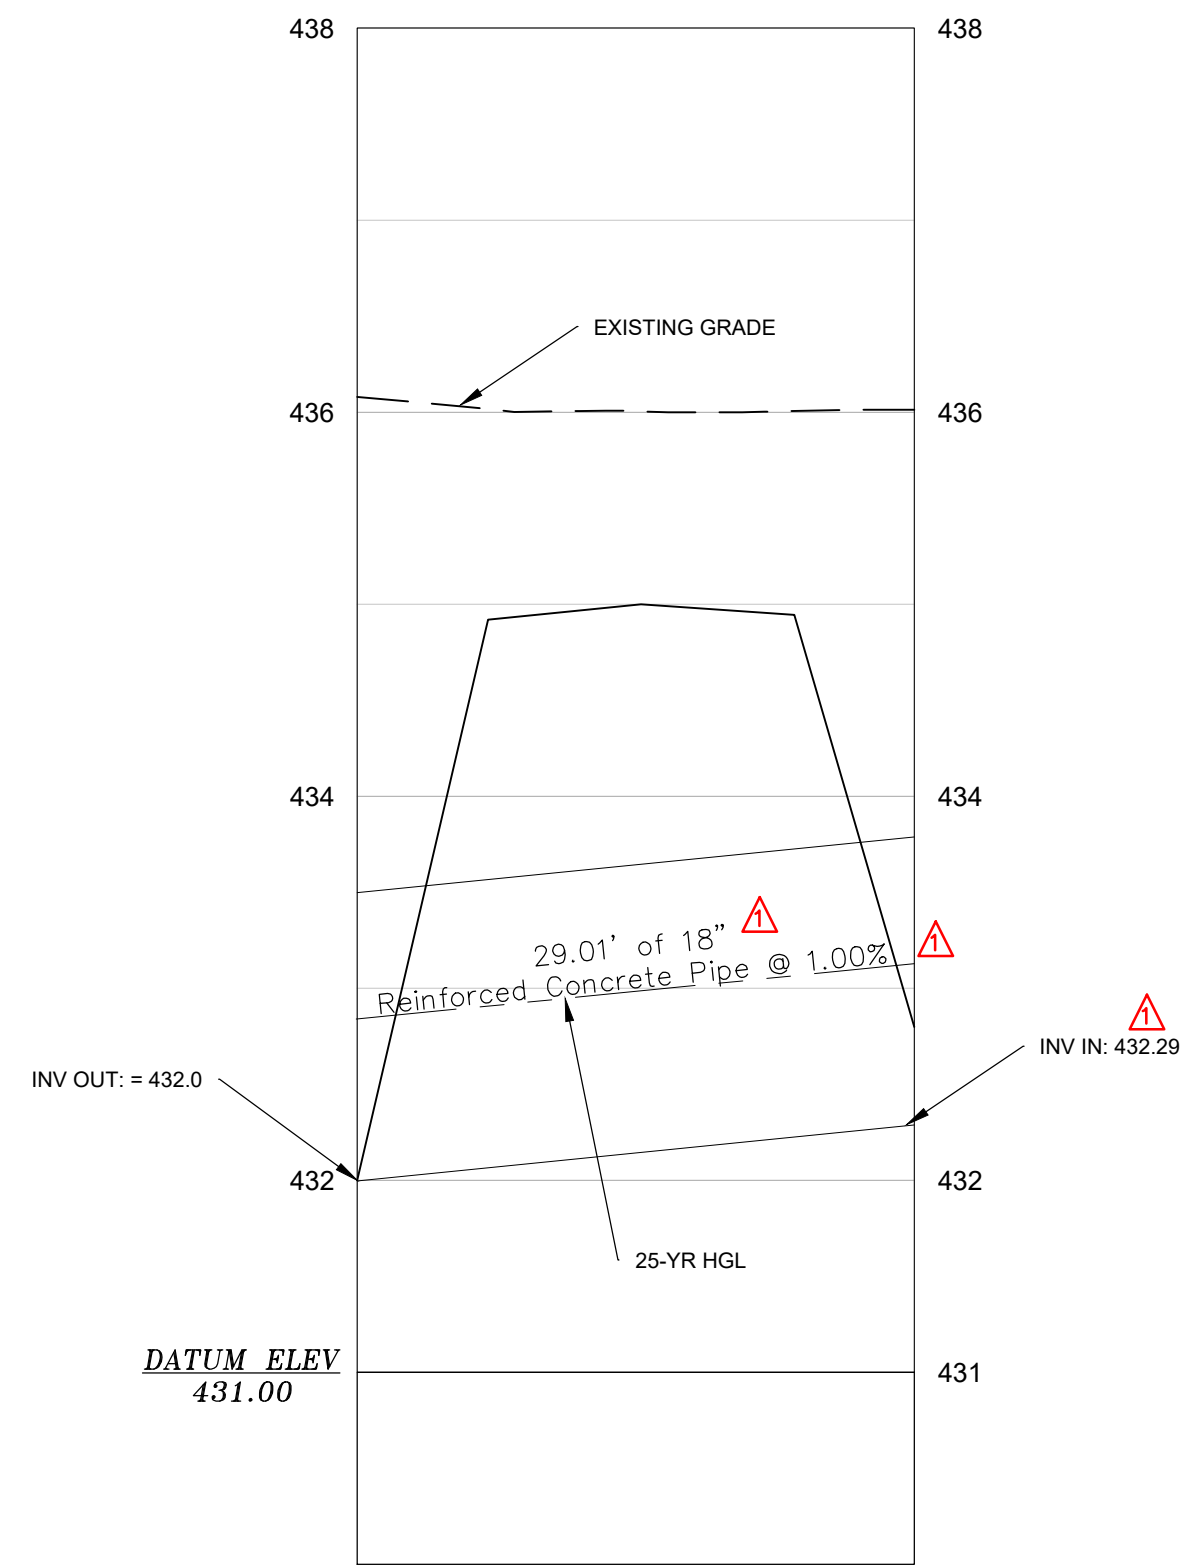 438 438
EXISTING GRADE
436 436
434 434
29.01' of 18" 1
Reinforced Concrete Pipe @ 1.00% 1
1
INV IN: 432.29
INV OUT: = 432.0
432 432
25-YR HGL
DATUM ELEV
431.00
431